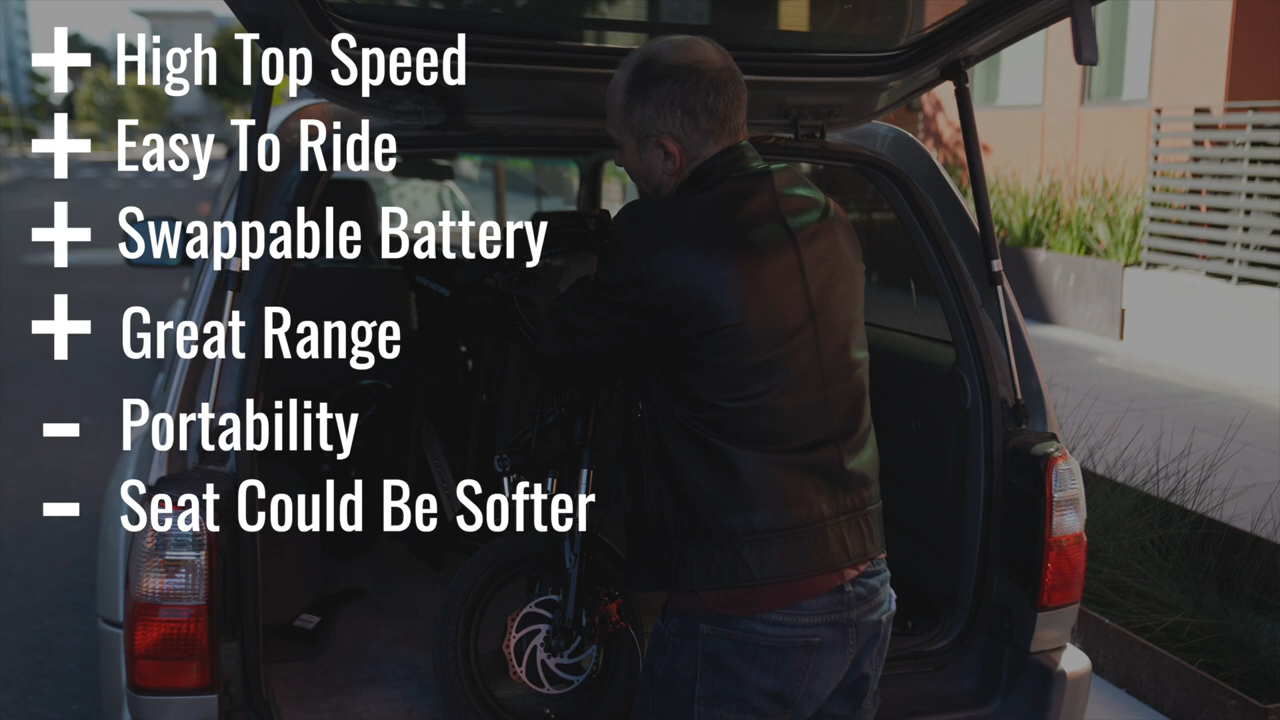 + High Top Speed
+ Easy To Ride
+ Swappable Battery
+ Great Range
- Portability
- Seat Could Be Softer